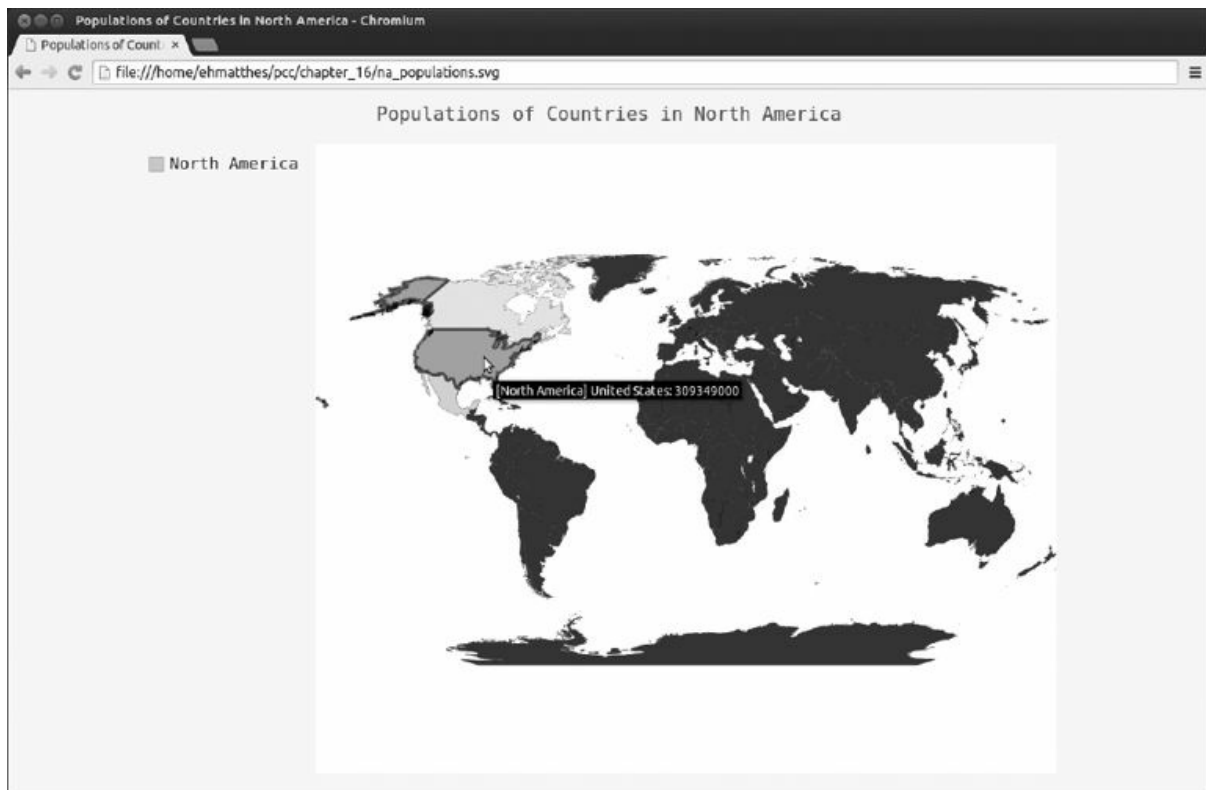 Populations of Countries in North America - Chromium
Populations of Count
file:///home/ehmatthes/pcc/chapter_16/na_populations.svg
Populations of Countries in North America
North America
[North America] United States: 309349000